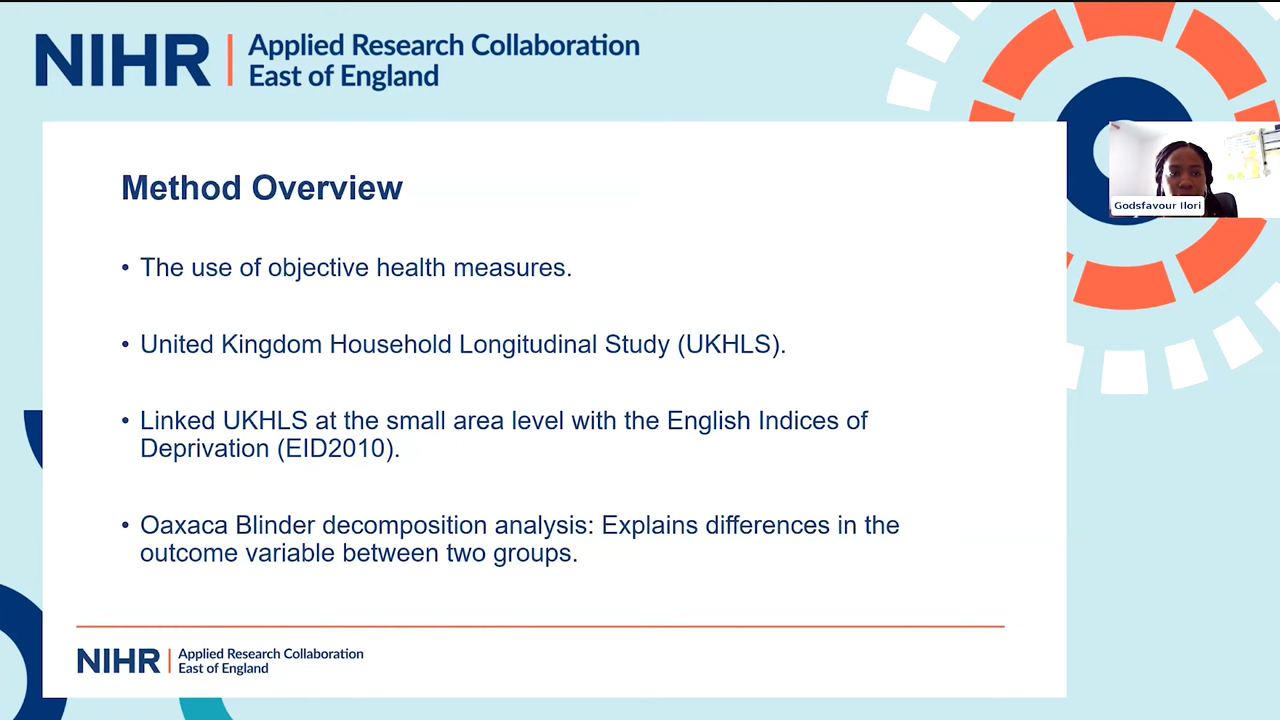 NIHR | Applied Research Collaboration
East of England
Godsfavour Ilori
Method Overview
• The use of objective health measures.
• United Kingdom Household Longitudinal Study (UKHLS).
• Linked UKHLS at the small area level with the English Indices of
Deprivation (EID2010).
• Oaxaca Blinder decomposition analysis: Explains differences in the
outcome variable between two groups.
NIHR | Applied Research Collaboration
East of England